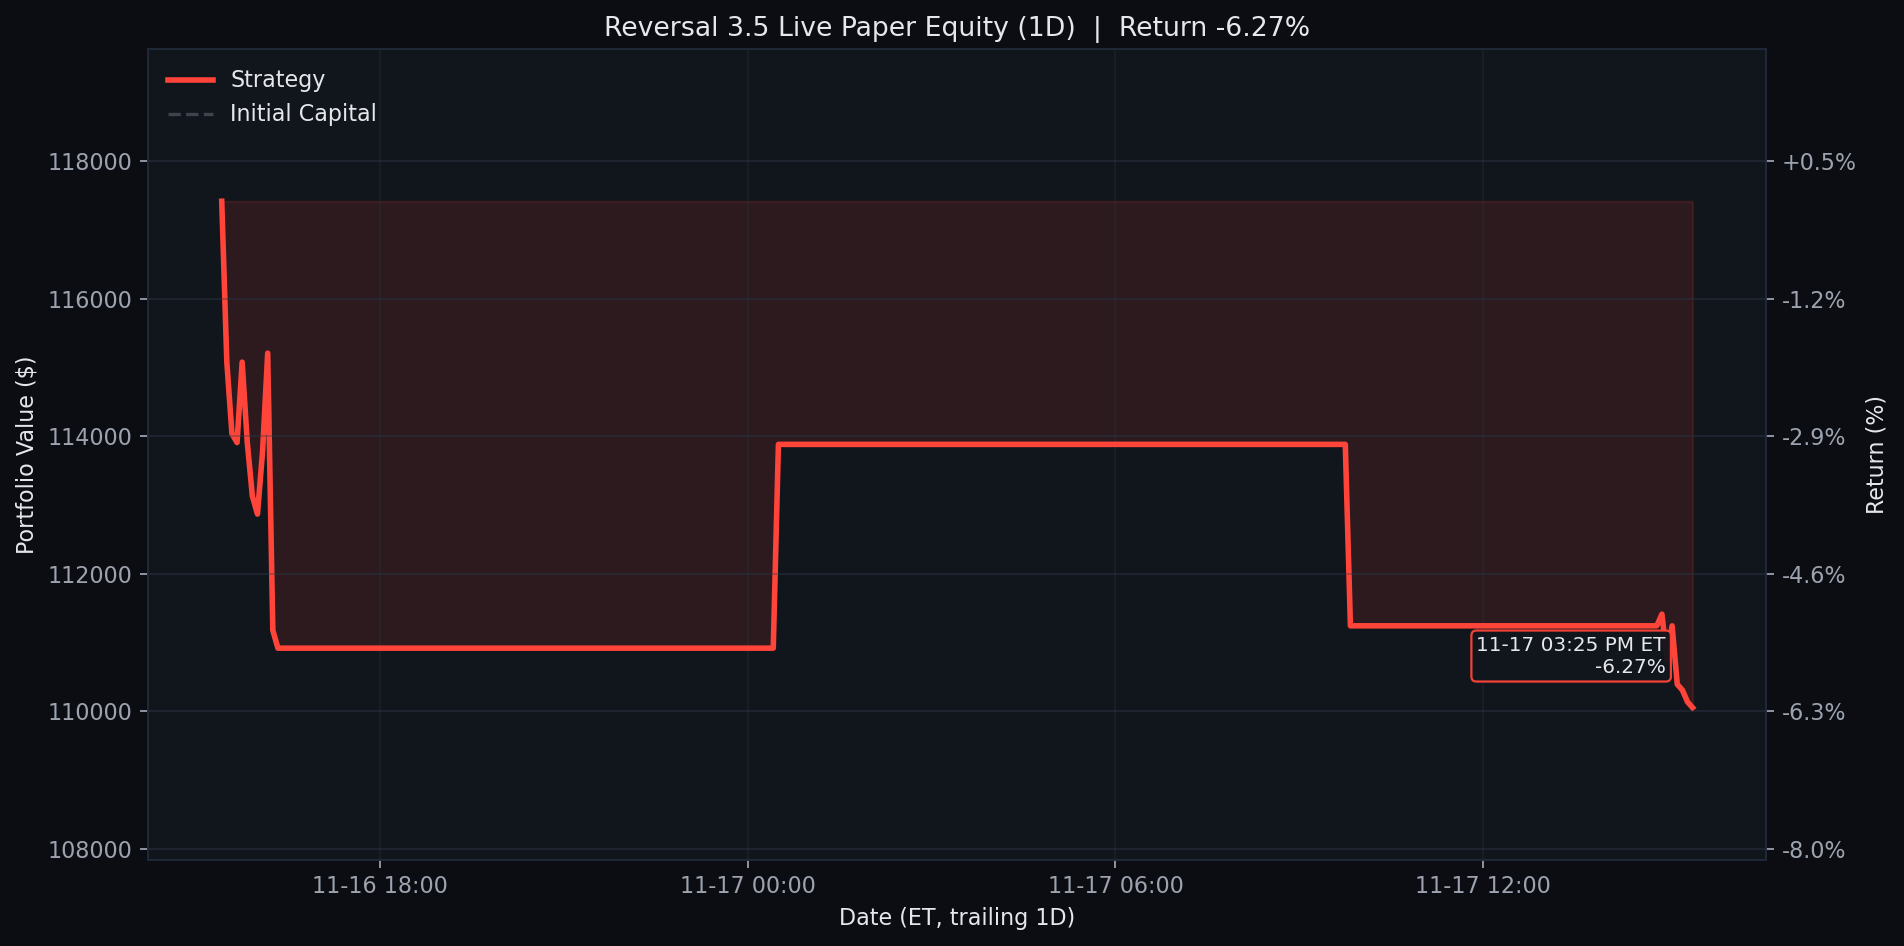 Reversal 3.5 Live Paper Equity (1D)  |  Return -6.27%
Strategy
Initial Capital
118000
116000
114000
112000
110000
108000
Portfolio Value ($)
+0.5%
-1.2%
-2.9%
-4.6%
-6.3%
-8.0%
Return (%)
11-17 03:25 PM ET
-6.27%
11-16 18:00
11-17 00:00
11-17 06:00
11-17 12:00
Date (ET, trailing 1D)